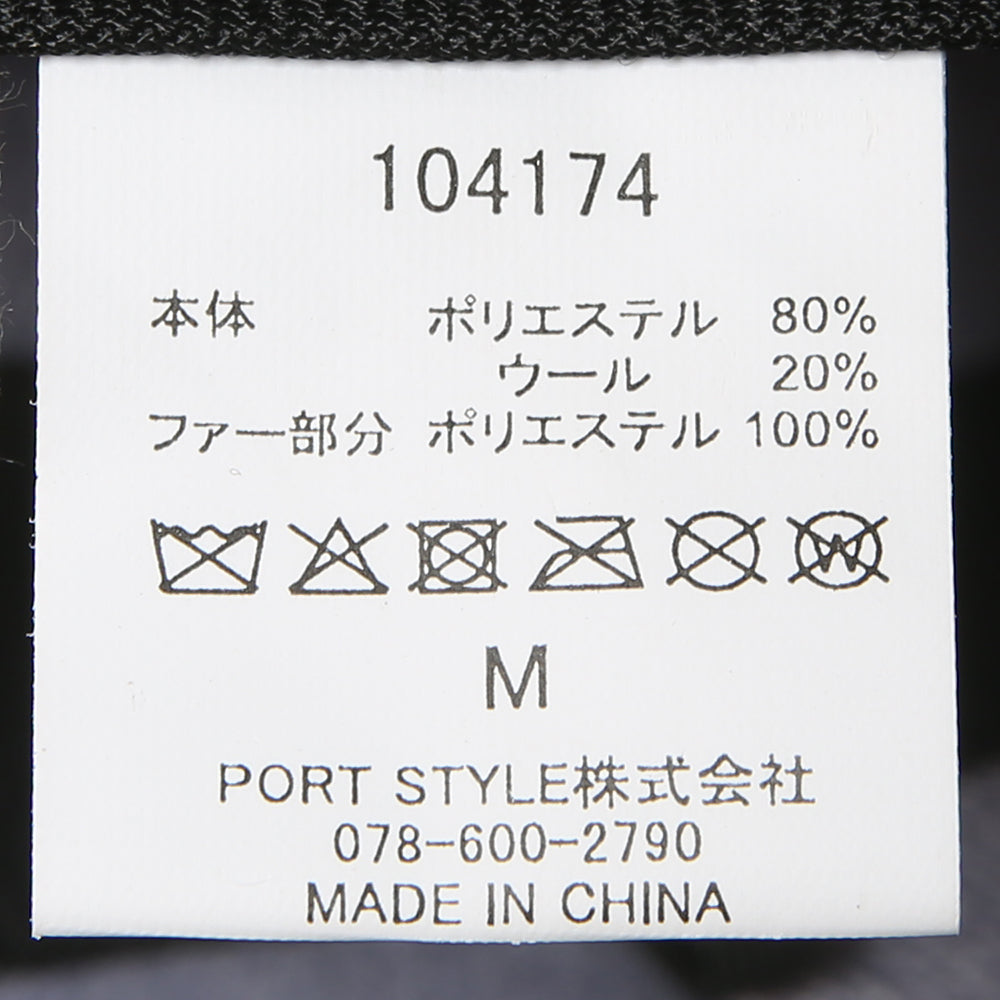 104174
本体 ポリエステル 80%
ウール 20%
ファー部分 ポリエステル 100%
W
M
PORT STYLE株式会社
078-600-2790
MADE IN CHINA